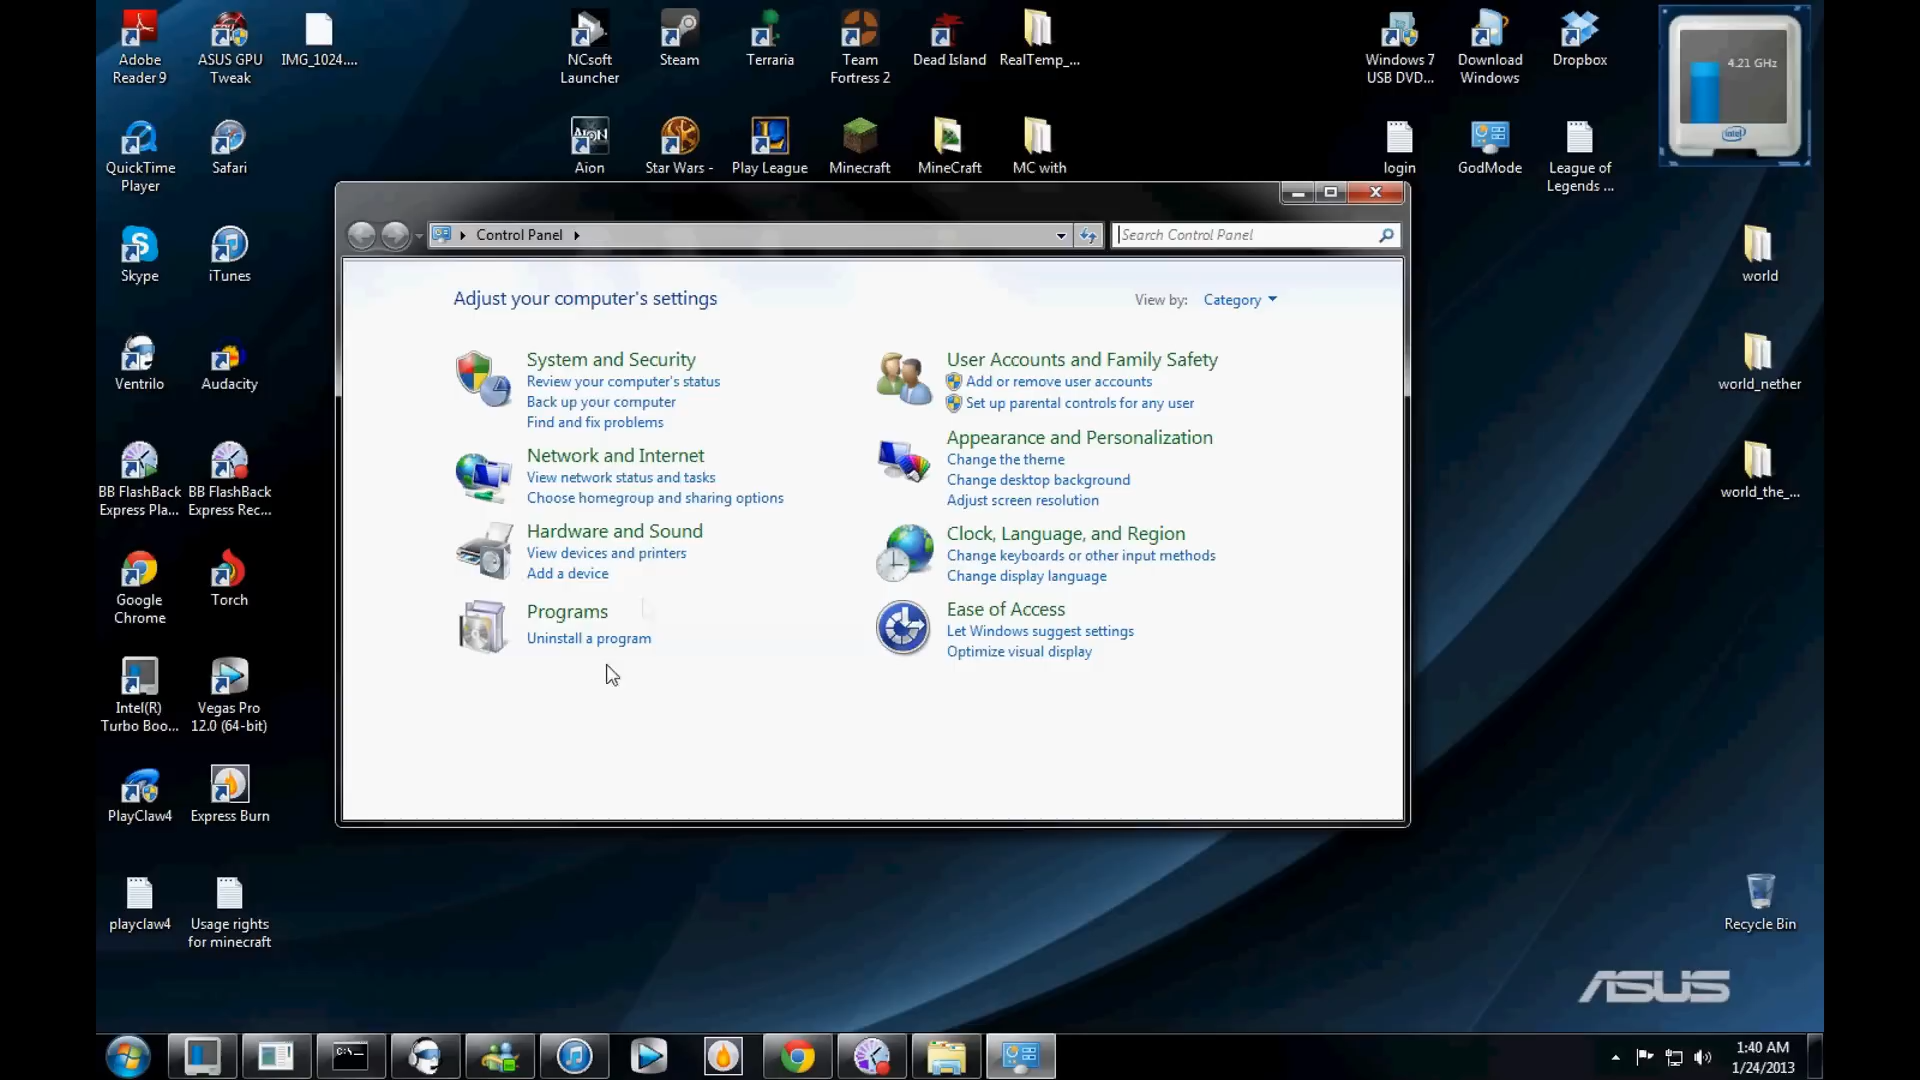 Adobe
Reader 9
ASUS GPU
Tweak
IMG_1024....
NCsoft
Launcher
Steam
Terraria
Team
Fortress 2
Dead Island
RealTemp_...
Windows 7
USB DVD...
Download
Windows
Dropbox
4.21 GHz
intel
QuickTime
Player
Safari
AION
Aion
Star Wars -
Play League
Minecraft
MineCraft
MC with
login
GodMode
League of
Legends ...
Control Panel
Search Control Panel
Skype
iTunes
world
Adjust your computer's settings
View by: Category
Ventrilo
Audacity
world_nether
System and Security
Review your computer's status
Back up your computer
Find and fix problems
User Accounts and Family Safety
Add or remove user accounts
Set up parental controls for any user
Network and Internet
View network status and tasks
Choose homegroup and sharing options
Appearance and Personalization
Change the theme
Change desktop background
Adjust screen resolution
BB FlashBack
Express Pla...
BB FlashBack
Express Rec...
world_the_...
Hardware and Sound
View devices and printers
Add a device
Clock, Language, and Region
Change keyboards or other input methods
Change display language
Google
Chrome
Torch
Programs
Uninstall a program
Ease of Access
Let Windows suggest settings
Optimize visual display
Intel(R)
Turbo Boo...
Vegas Pro
12.0 (64-bit)
PlayClaw4
Express Burn
playclaw4
Usage rights
for minecraft
Recycle Bin
ASUS
C:\_
1:40 AM
1/24/2013